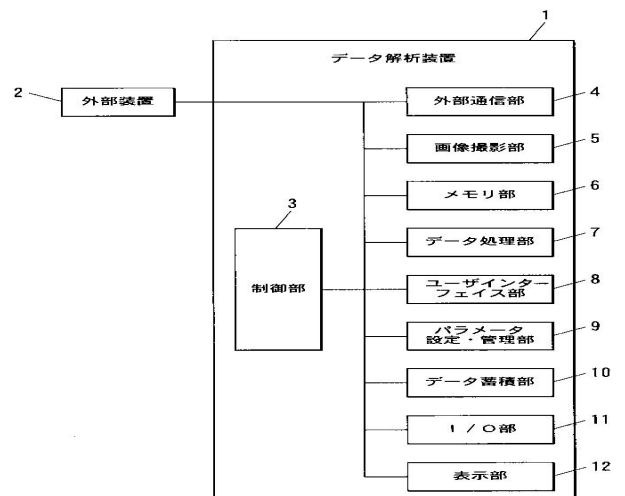 1
データ解析装置
2
外部装置
外部通信部
4
画像撮影部
5
メモリ部
6
3
制御部
データ処理部
7
ユーザインター
フェイス部
8
パラメータ
設定・管理部
9
データ蓄積部
10
I/O部
11
表示部
12